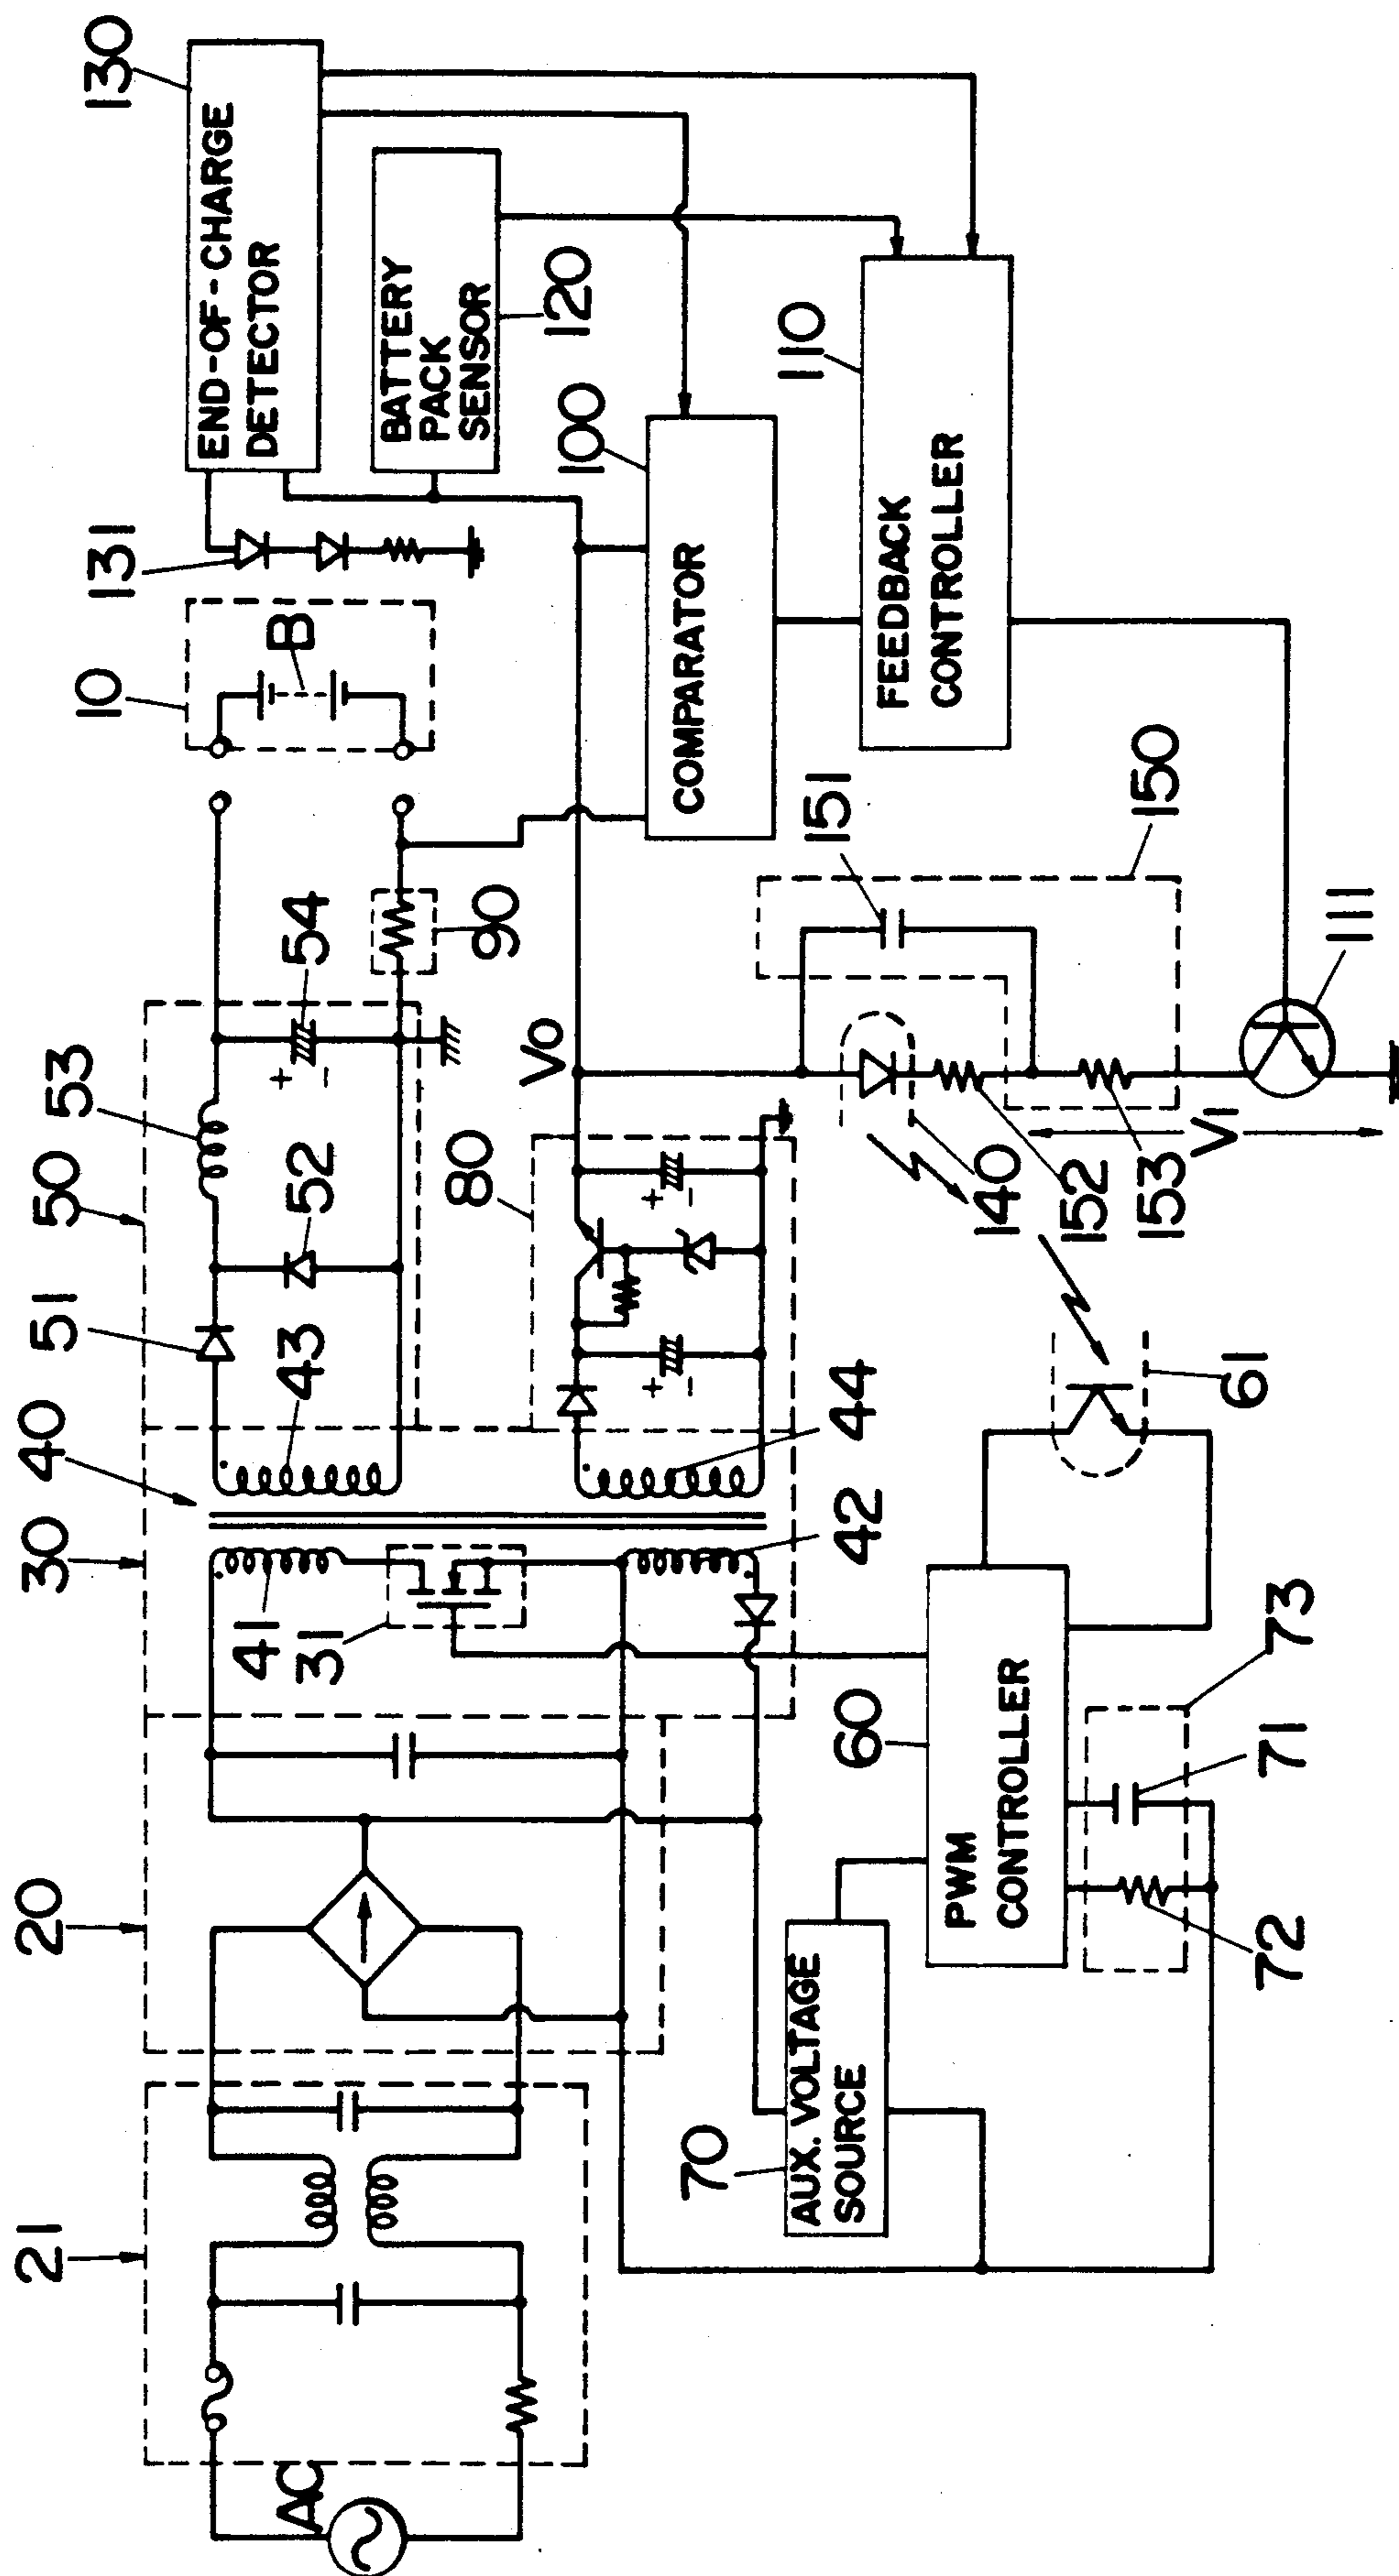 21
20
30
40
51
50
53
10
131
130
AC
41
31
43
52
54
B
END-OF-CHARGE
DETECTOR
90
BATTERY
PACK
SENSOR
120
42
44
80
VO
100
COMPARATOR
70
AUX. VOLTAGE
SOURCE
60
PWM
CONTROLLER
140
152
153
V1
151
150
110
FEEDBACK
CONTROLLER
72
71
73
61
111
+
-
+
-
+
-